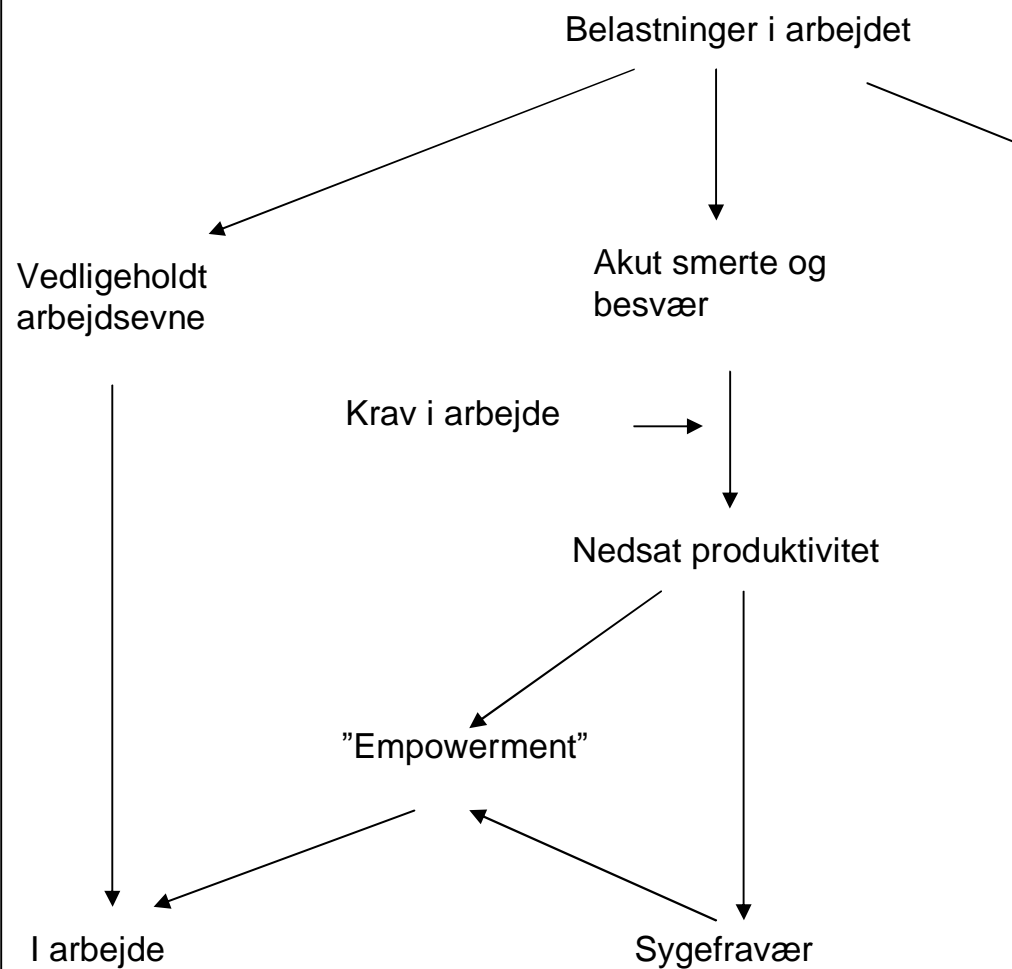 Belastninger i arbejdet
Vedligeholdt
arbejdsevne
Akut smerte og
besvær
Krav i arbejde
Nedsat produktivitet
”Empowerment”
I arbejde
Sygefravær